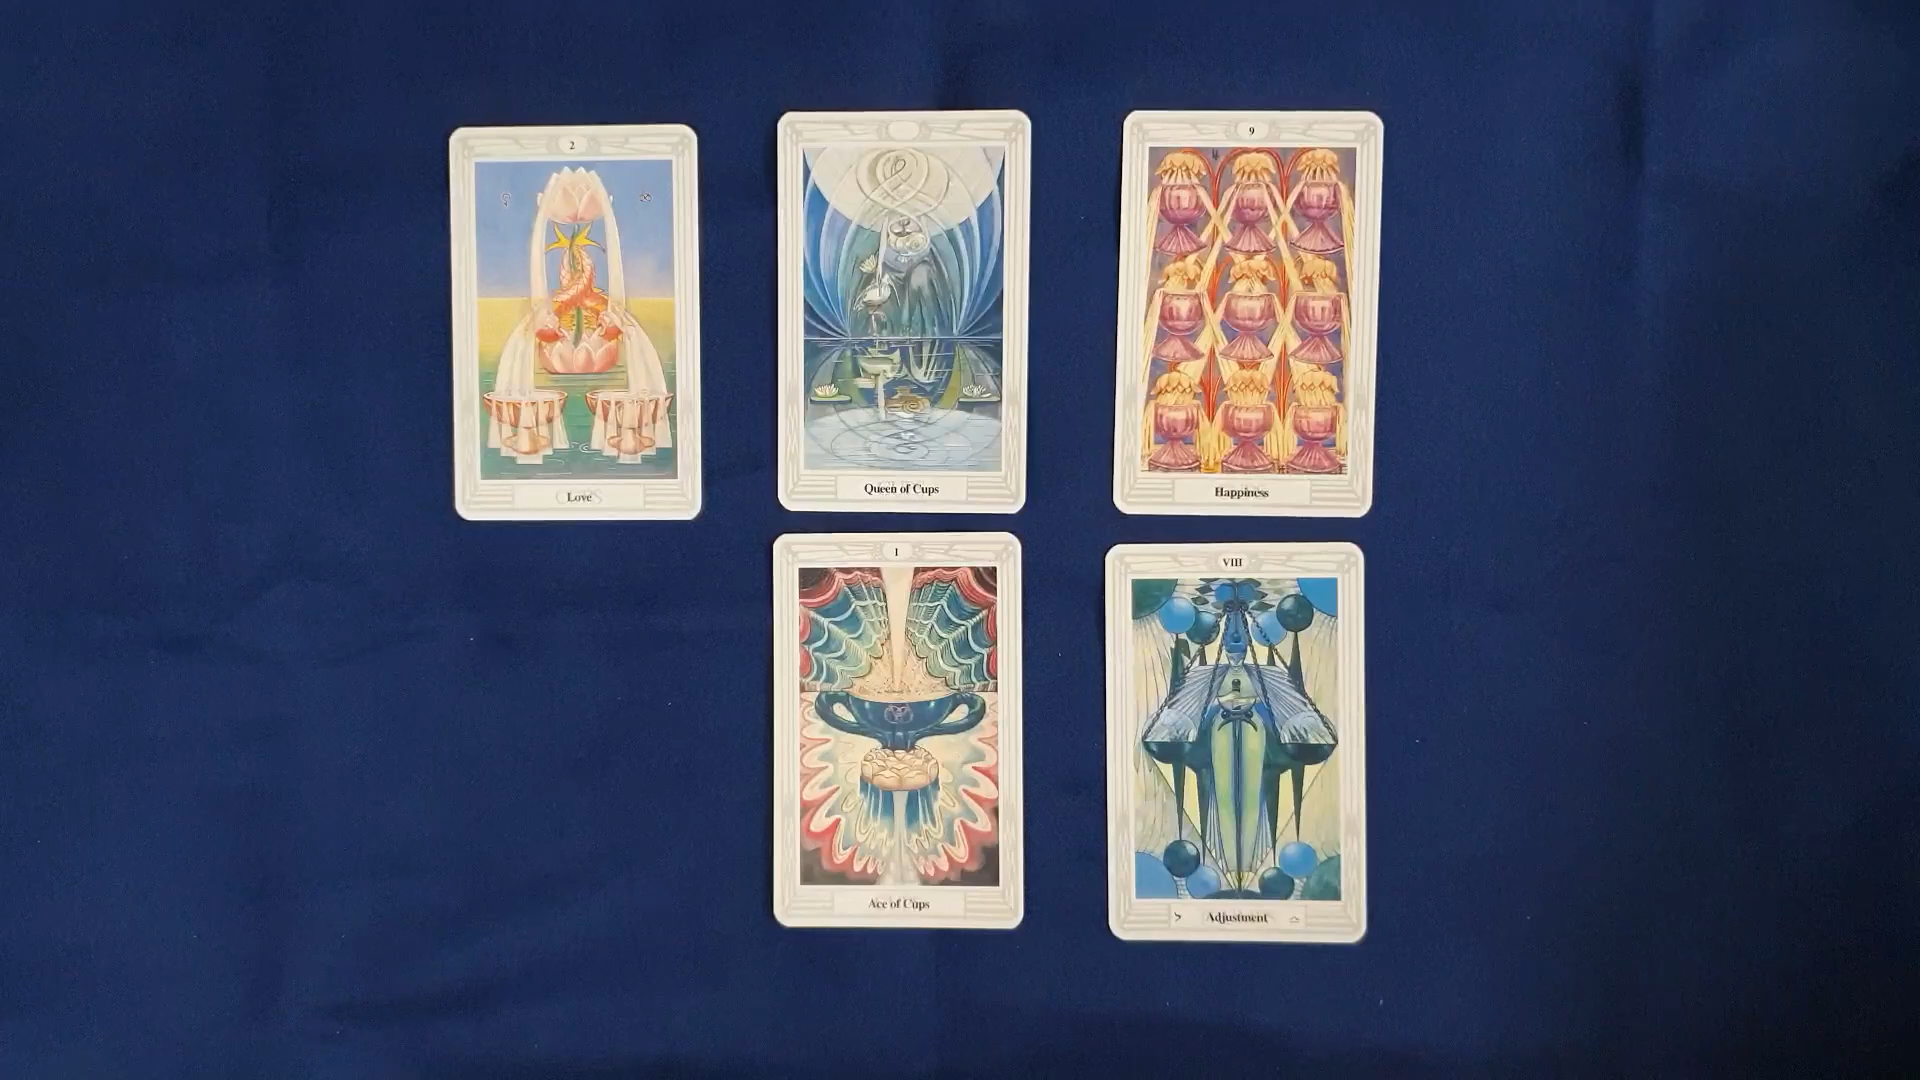 2
Love
Queen of Cups
9
Happiness
1
Ace of Cups
VIII
Adjustment